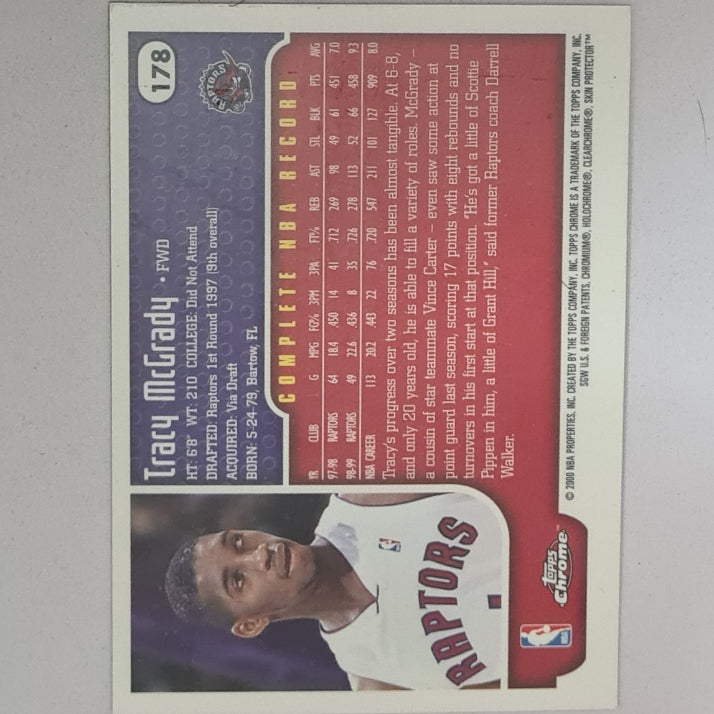 178
RAPTORS
Tracy McGrady • FWD
HT: 6'8" WT: 210 COLLEGE: Did Not Attend
DRAFTED: Raptors 1st Round 1997 (9th overall)
ACQUIRED: Via Draft
BORN: 5-24-79, Bartow, FL
COMPLETE NBA RECORD
YR CLUB G MPG FG% 3PM 3PA FT% REB AST STL BLK PTS AVG
97-98 RAPTORS 64 18.4 .450 14 41 .712 269 98 49 61 451 7.0
98-99 RAPTORS 49 22.6 .436 8 35 .726 278 113 52 66 458 9.3
NBA CAREER 113 20.2 .443 22 76 .720 547 211 101 127 909 8.0
Tracy's progress over two seasons has been almost tangible. At 6-8,
and only 20 years old, he is able to fill a variety of roles. McGrady –
a cousin of star teammate Vince Carter – even saw some action at
point guard last season, scoring 17 points with eight rebounds and no
turnovers in his first start at that position. "He's got a little of Scottie
Pippen in him, a little of Grant Hill," said former Raptors coach Darrell
Walker.
© 2000 NBA PROPERTIES, INC. CREATED BY THE TOPPS COMPANY, INC. TOPPS CHROME IS A TRADEMARK OF THE TOPPS COMPANY, INC.
SGW U.S. & FOREIGN PATENTS, CHROMIUM®, HOLOCHROME®, CLEARCHROME®, SKIN PROTECTOR™
RAPTORS
NBA
Topps
Chrome™